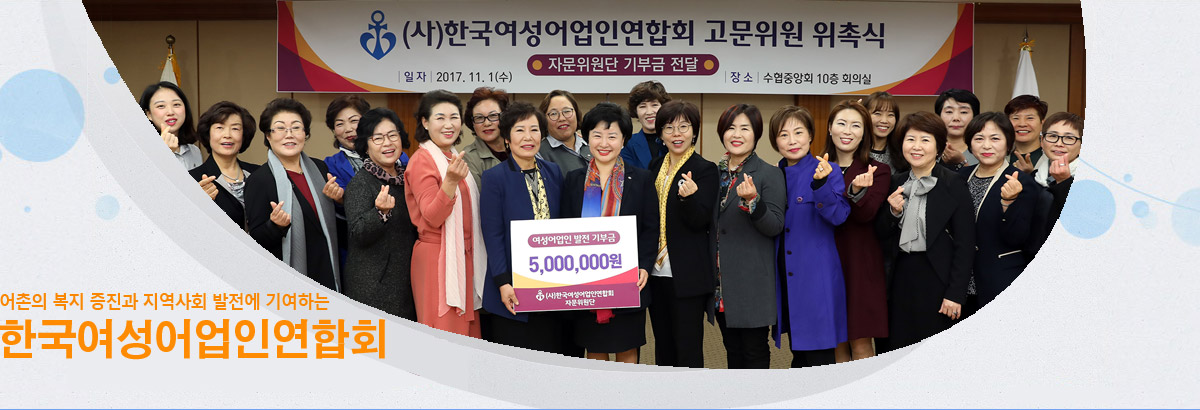 (사)한국여성어업인연합회 고문위원 위촉식
• 자문위원단 기부금 전달 •
| 일 자 | 2017. 11. 1(수) | 장 소 | 수협중앙회 10층 회의실
여성어업인 발전 기부금
5,000,000원
(사)한국여성어업인연합회
자문위원단
어촌의 복지 증진과 지역사회 발전에 기여하는
한국여성어업인연합회